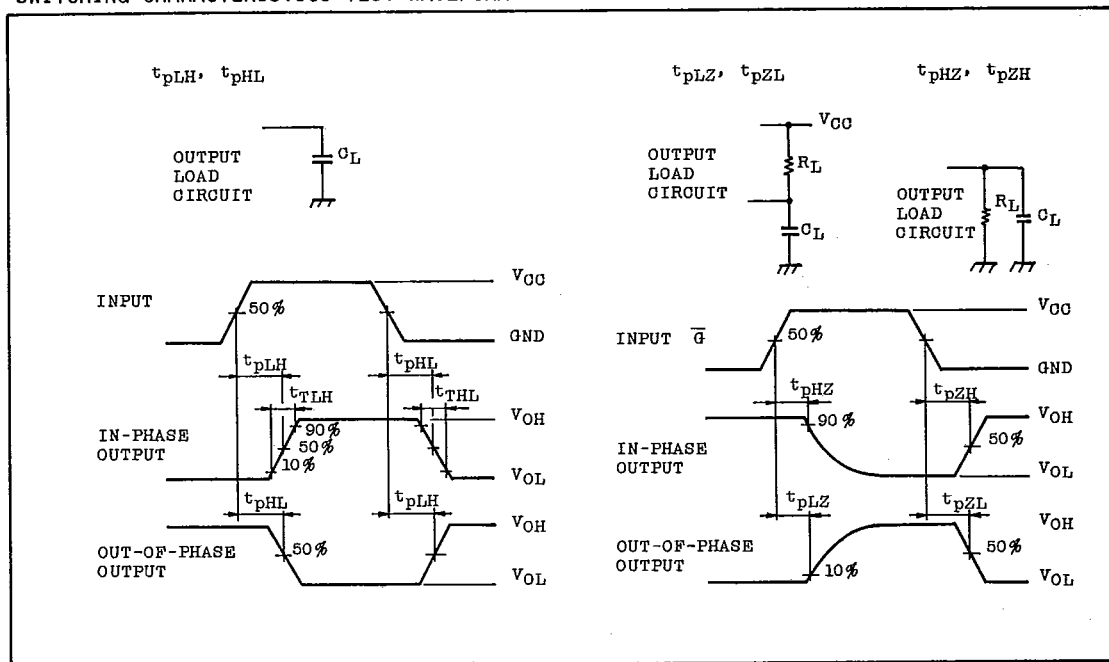 tpLH, tpHL
OUTPUT
LOAD
CIRCUIT
CL
INPUT
50%
VCC
GND
tpLH
tpHL
tTLH
tTHL
IN-PHASE
OUTPUT
90%
50%
10%
VOH
VOL
tpHL
tpLH
OUT-OF-PHASE
OUTPUT
50%
VOH
VOL
tpLZ, tpZL
OUTPUT
LOAD
CIRCUIT
VCC
RL
CL
tpHZ, tpZH
OUTPUT
LOAD
CIRCUIT
RL
CL
INPUT G̅
50%
VCC
GND
tpHZ
tpZH
IN-PHASE
OUTPUT
90%
50%
VOH
VOL
tpLZ
tpZL
OUT-OF-PHASE
OUTPUT
10%
50%
VOH
VOL